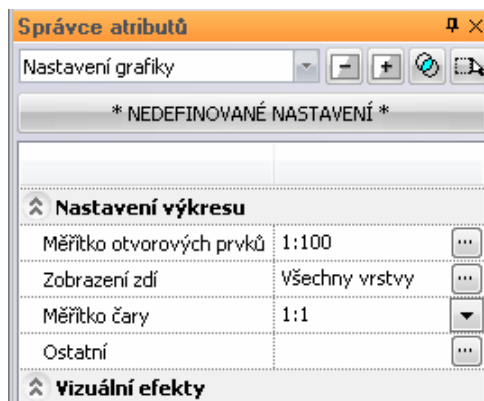 Správce atributů
Nastavení grafiky
* NEDEFINOVANÉ NASTAVENÍ *
Nastavení výkresu
Měřítko otvorových prvků 1:100
Zobrazení zdí Všechny vrstvy
Měřítko čáry 1:1
Ostatní
Vizuální efekty